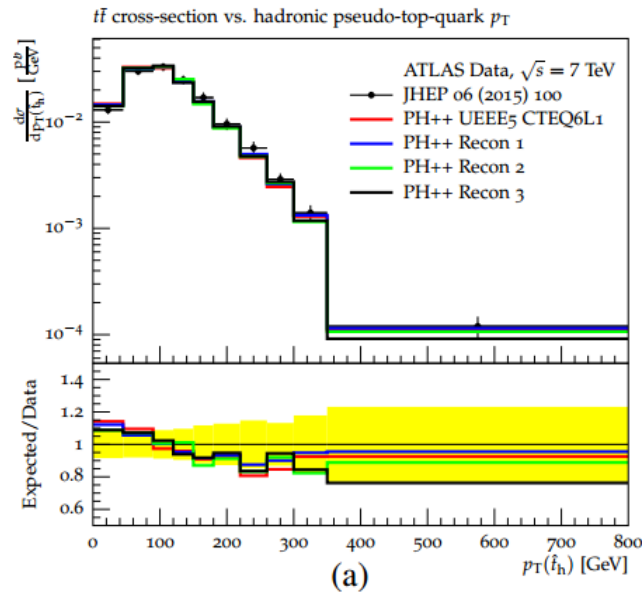 tt̄ cross-section vs. hadronic pseudo-top-quark pT
dσ/dpT(t̂h) [pb/GeV]
ATLAS Data, √s = 7 TeV
JHEP 06 (2015) 100
PH++ UEEE5 CTEQ6L1
PH++ Recon 1
PH++ Recon 2
PH++ Recon 3
10⁻²
10⁻³
10⁻⁴
Expected/Data
1.4
1.2
1
0.8
0.6
0 100 200 300 400 500 600 700 800
pT(t̂h) [GeV]
(a)